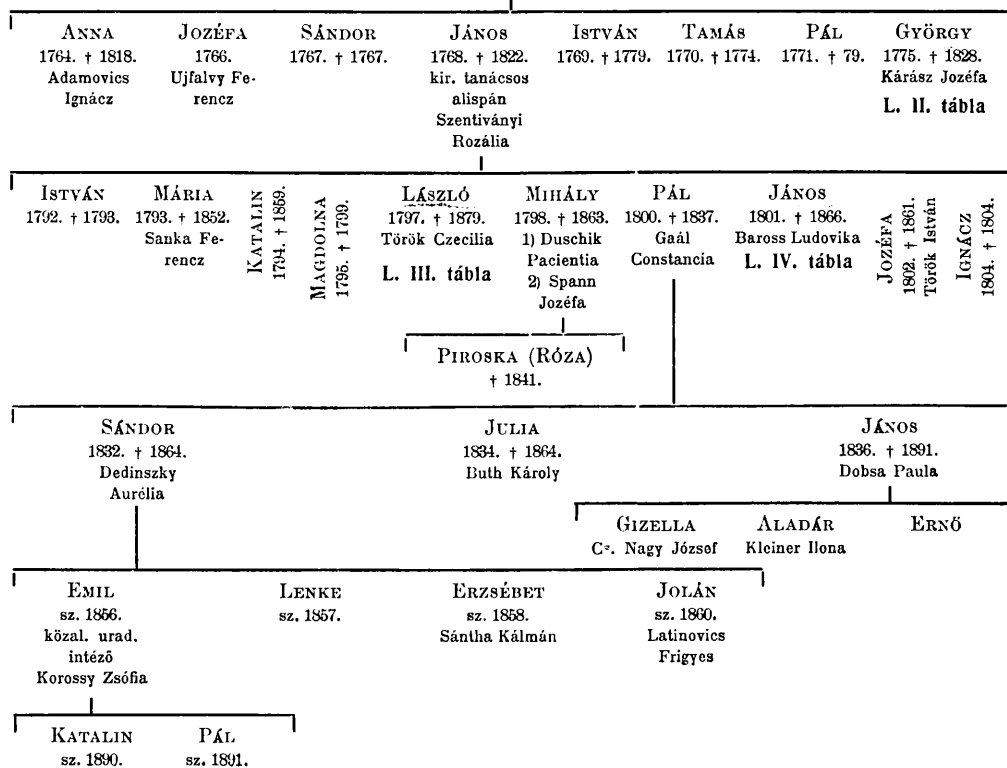 ANNA
1764. † 1818.
Adamovics
Ignácz
JOZÉFA
1766.
Ujfalvy Fe-
rencz
SÁNDOR
1767. † 1767.
JÁNOS
1768. † 1822.
kir. tanácsos
alispán
Szentiványi
Rozália
ISTVÁN
1769. † 1779.
TAMÁS
1770. † 1774.
PÁL
1771. † 79.
GYÖRGY
1775. † 1828.
Kárász Jozéfa
L. II. tábla
ISTVÁN
1792. † 1793.
MÁRIA
1793. † 1852.
Sanka Fe-
rencz
KATALIN
1794. † 1859.
MAGDOLNA
1795. † 1799.
LÁSZLÓ
1797. † 1879.
Török Czecilia
L. III. tábla
MIHÁLY
1798. † 1863.
1) Duschik
Pacientia
2) Spann
Jozéfa
PÁL
1800. † 1837.
Gaál
Constancia
JÁNOS
1801. † 1866.
Baross Ludovika
L. IV. tábla
JOZÉFA
1802. † 1861.
Török István
IGNÁCZ
1804. † 1804.
PIROSKA (RÓZA)
† 1841.
SÁNDOR
1832. † 1864.
Dedinszky
Aurélia
JULIA
1834. † 1864.
Buth Károly
JÁNOS
1836. † 1891.
Dobsa Paula
GIZELLA
Cs. Nagy József
ALADÁR
Kleiner Ilona
ERNŐ
EMIL
sz. 1856.
közal. urad.
intéző
Korossy Zsófia
LENKE
sz. 1857.
ERZSÉBET
sz. 1858.
Sántha Kálmán
JOLÁN
sz. 1860.
Latinovics
Frigyes
KATALIN
sz. 1890.
PÁL
sz. 1891.